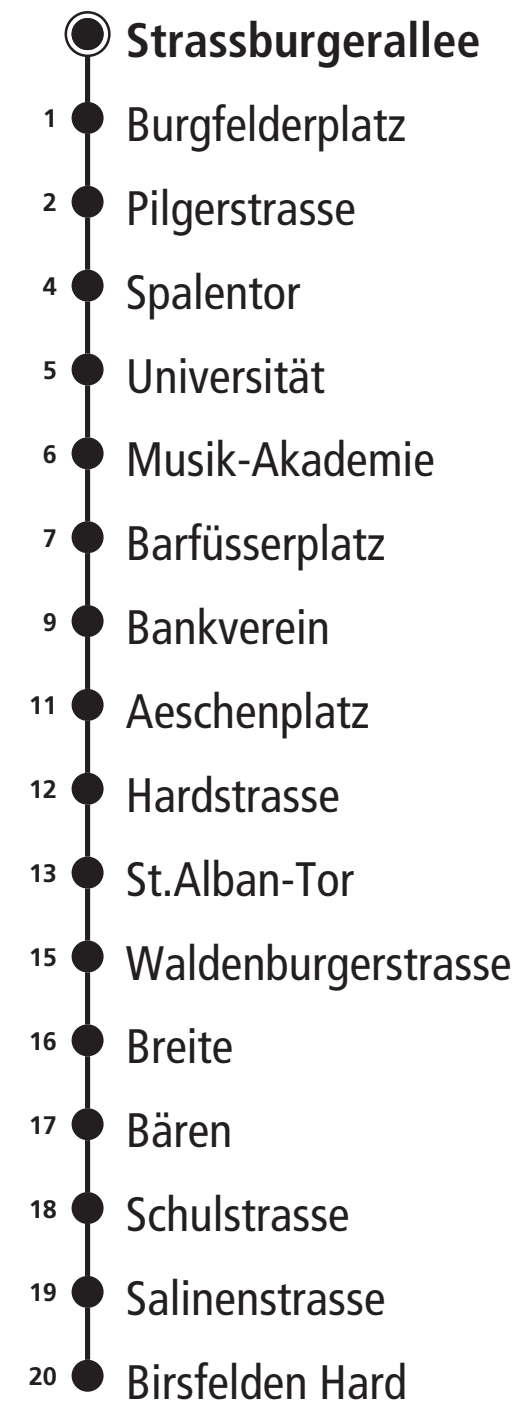 Strassburgerallee
1 Burgfelderplatz
2 Pilgerstrasse
4 Spalentor
5 Universität
6 Musik-Akademie
7 Barfüsserplatz
9 Bankverein
11 Aeschenplatz
12 Hardstrasse
13 St.Alban-Tor
15 Waldenburgerstrasse
16 Breite
17 Bären
18 Schulstrasse
19 Salinenstrasse
20 Birsfelden Hard